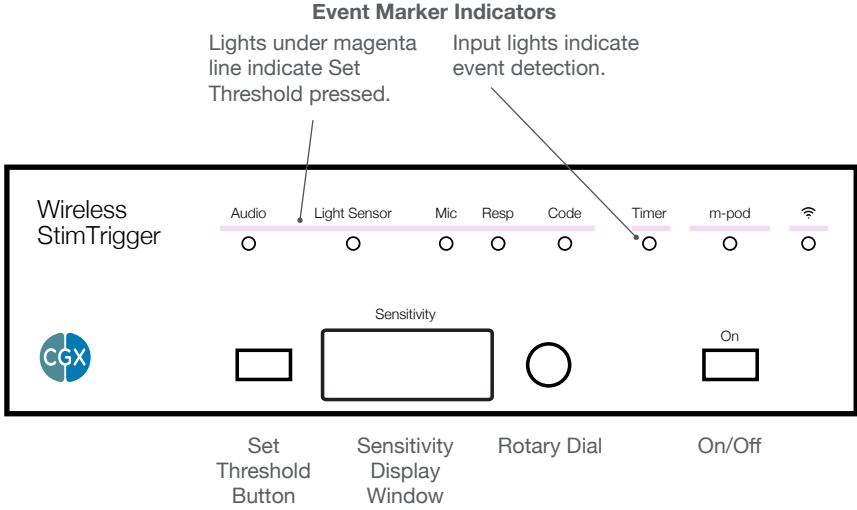 Event Marker Indicators
Lights under magenta
line indicate Set
Threshold pressed.
Input lights indicate
event detection.
Wireless
StimTrigger
Audio
Light Sensor
Mic
Resp
Code
Timer
m-pod
Sensitivity
On
CGX
Set
Threshold
Button
Sensitivity
Display
Window
Rotary Dial
On/Off